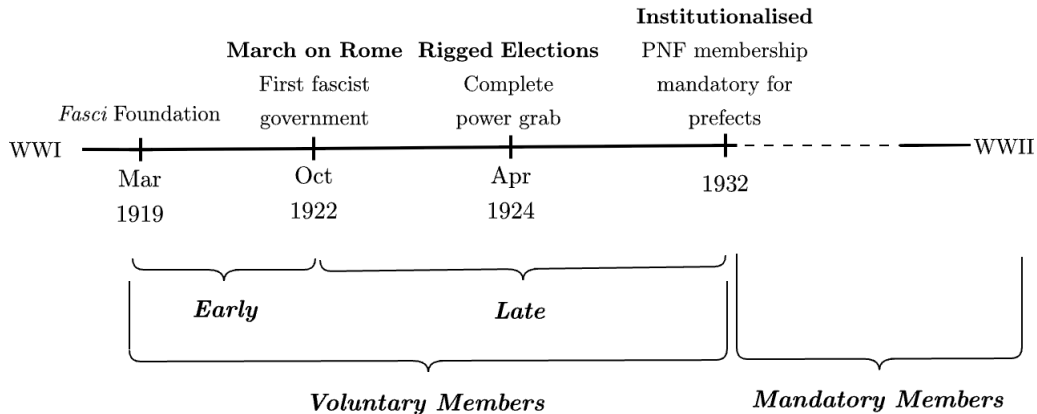 Institutionalised
March on Rome
Rigged Elections
PNF membership
First fascist
Complete
mandatory for
Fasci Foundation
government
power grab
prefects
WWI
WWII
Mar
Oct
Apr
1932
1919
1922
1924
Early
Late
Voluntary Members
Mandatory Members